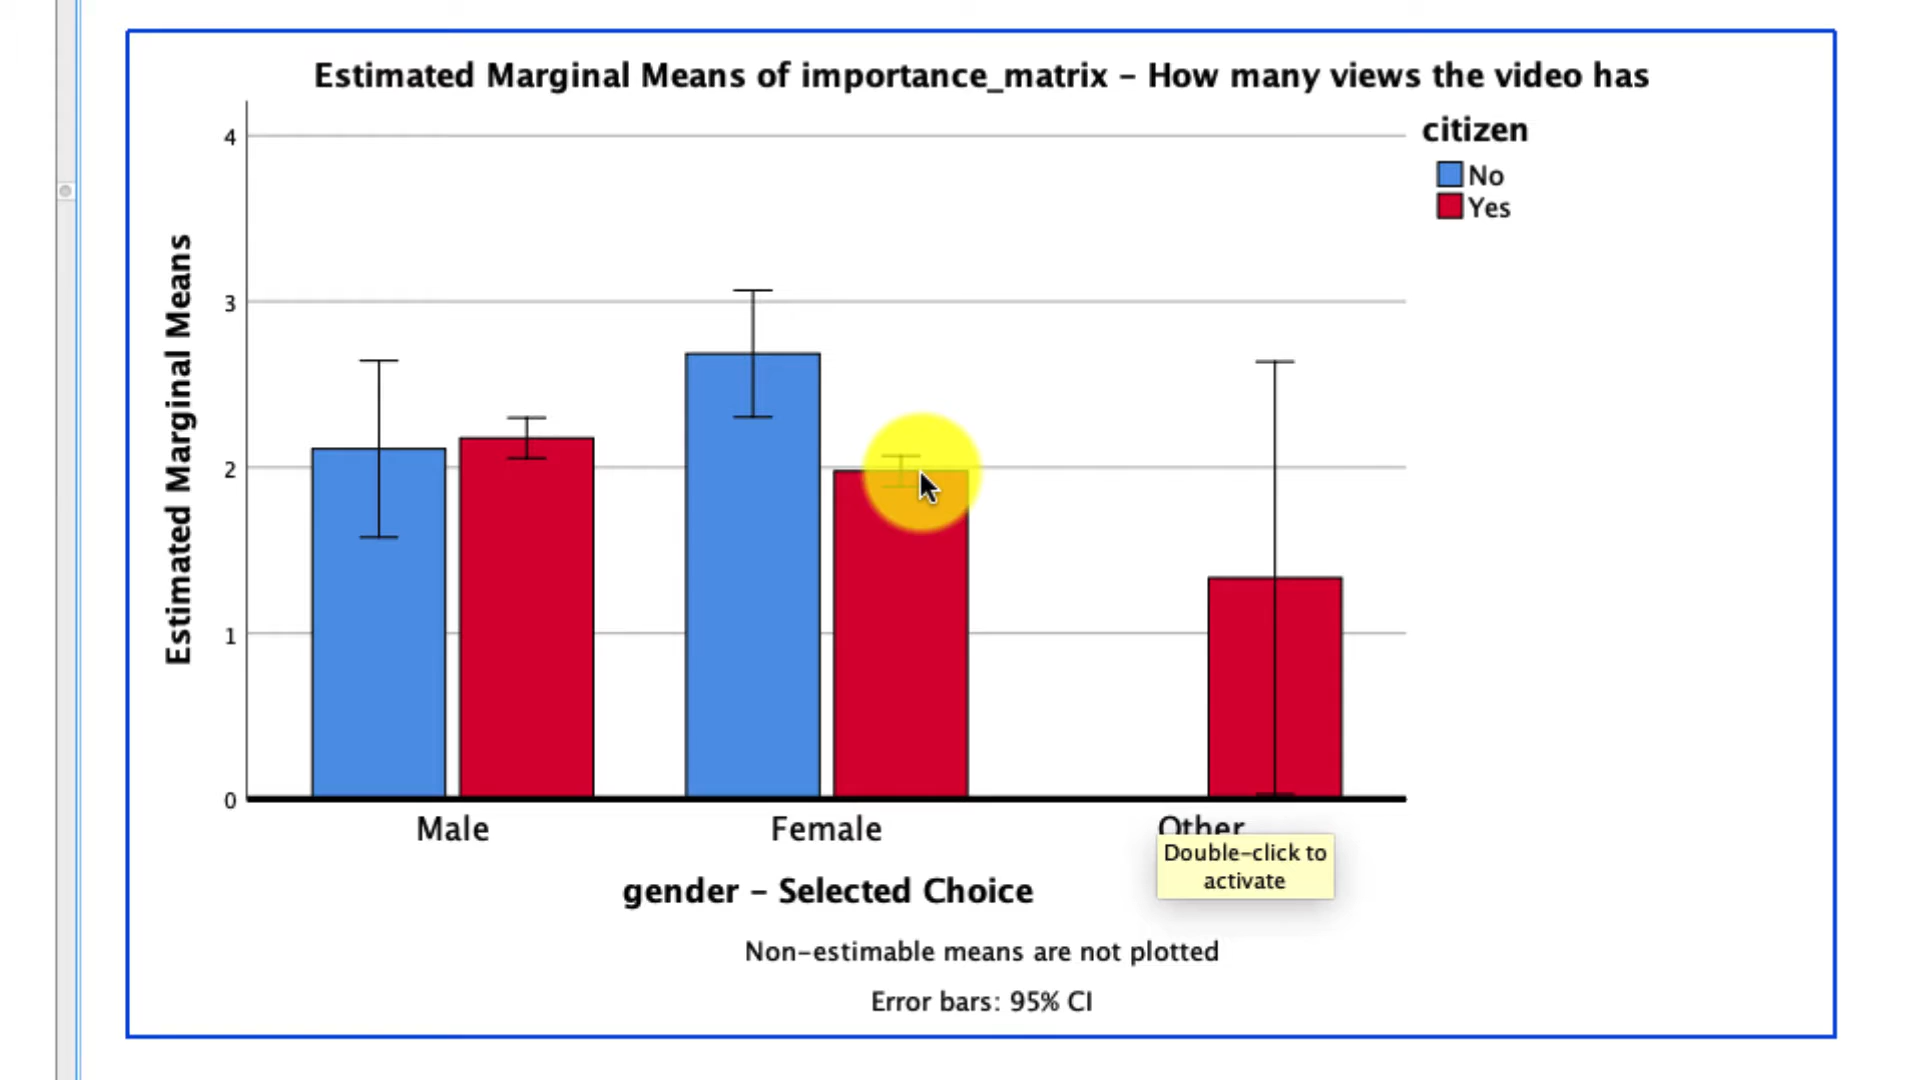 Estimated Marginal Means of importance_matrix – How many views the video has
citizen
No
Yes
Estimated Marginal Means
4
3
2
1
0
Male
Female
Other
Double-click to
activate
gender – Selected Choice
Non-estimable means are not plotted
Error bars: 95% CI